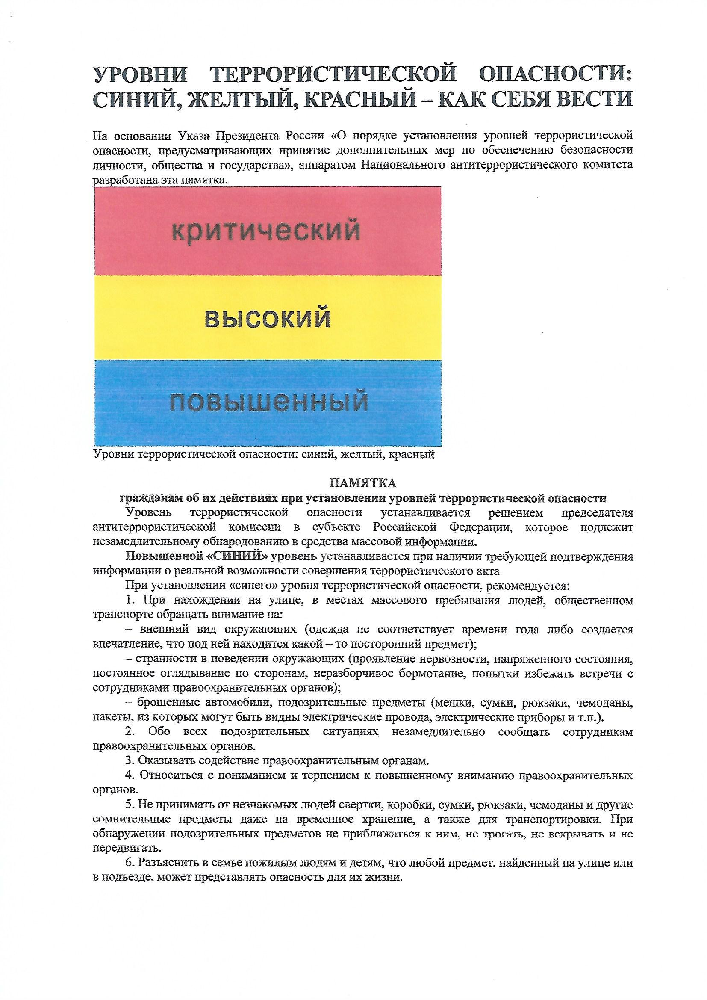 УРОВНИ ТЕРРОРИСТИЧЕСКОЙ ОПАСНОСТИ:
СИНИЙ, ЖЕЛТЫЙ, КРАСНЫЙ – КАК СЕБЯ ВЕСТИ
На основании Указа Президента России «О порядке установления уровней террористической
опасности, предусматривающих принятие дополнительных мер по обеспечению безопасности
личности, общества и государства», аппаратом Национального антитеррористического комитета
разработана эта памятка.
критический
высокий
повышенный
Уровни террористической опасности: синий, желтый, красный
ПАМЯТКА
гражданам об их действиях при установлении уровней террористической опасности
Уровень террористической опасности устанавливается решением председателя
антитеррористической комиссии в субъекте Российской Федерации, которое подлежит
незамедлительному обнародованию в средства массовой информации.
Повышенной «СИНИЙ» уровень устанавливается при наличии требующей подтверждения
информации о реальной возможности совершения террористического акта
При установлении «синего» уровня террористической опасности, рекомендуется:
1. При нахождении на улице, в местах массового пребывания людей, общественном
транспорте обращать внимание на:
– внешний вид окружающих (одежда не соответствует времени года либо создается
впечатление, что под ней находится какой – то посторонний предмет);
– странности в поведении окружающих (проявление нервозности, напряженного состояния,
постоянное оглядывание по сторонам, неразборчивое бормотание, попытки избежать встречи с
сотрудниками правоохранительных органов);
– брошенные автомобили, подозрительные предметы (мешки, сумки, рюкзаки, чемоданы,
пакеты, из которых могут быть видны электрические провода, электрические приборы и т.п.).
2. Обо всех подозрительных ситуациях незамедлительно сообщать сотрудникам
правоохранительных органов.
3. Оказывать содействие правоохранительным органам.
4. Относиться с пониманием и терпением к повышенному вниманию правоохранительных
органов.
5. Не принимать от незнакомых людей свертки, коробки, сумки, рюкзаки, чемоданы и другие
сомнительные предметы даже на временное хранение, а также для транспортировки. При
обнаружении подозрительных предметов не приближаться к ним, не трогать, не вскрывать и не
передвигать.
6. Разъяснить в семье пожилым людям и детям, что любой предмет. найденный на улице или
в подъезде, может представлять опасность для их жизни.